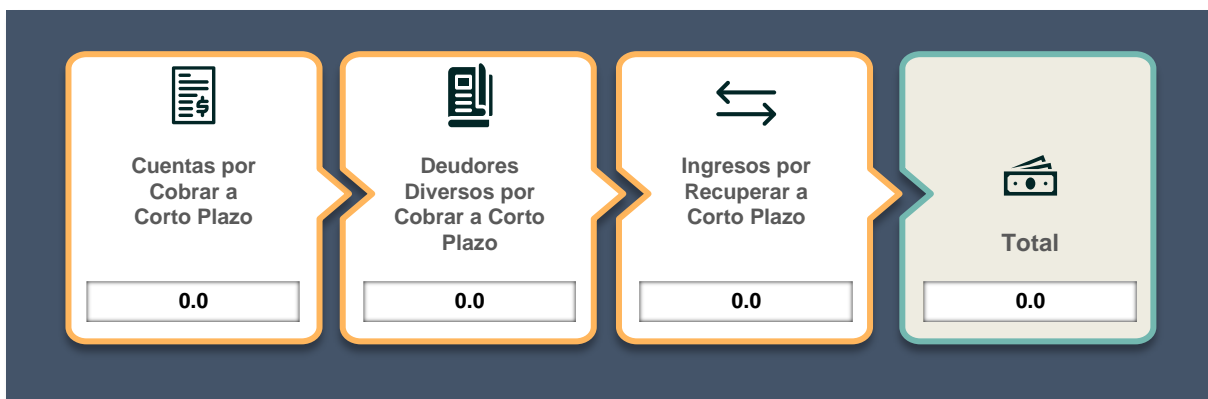 Cuentas por
Cobrar a
Corto Plazo
0.0
Deudores
Diversos por
Cobrar a Corto
Plazo
0.0
Ingresos por
Recuperar a
Corto Plazo
0.0
Total
0.0